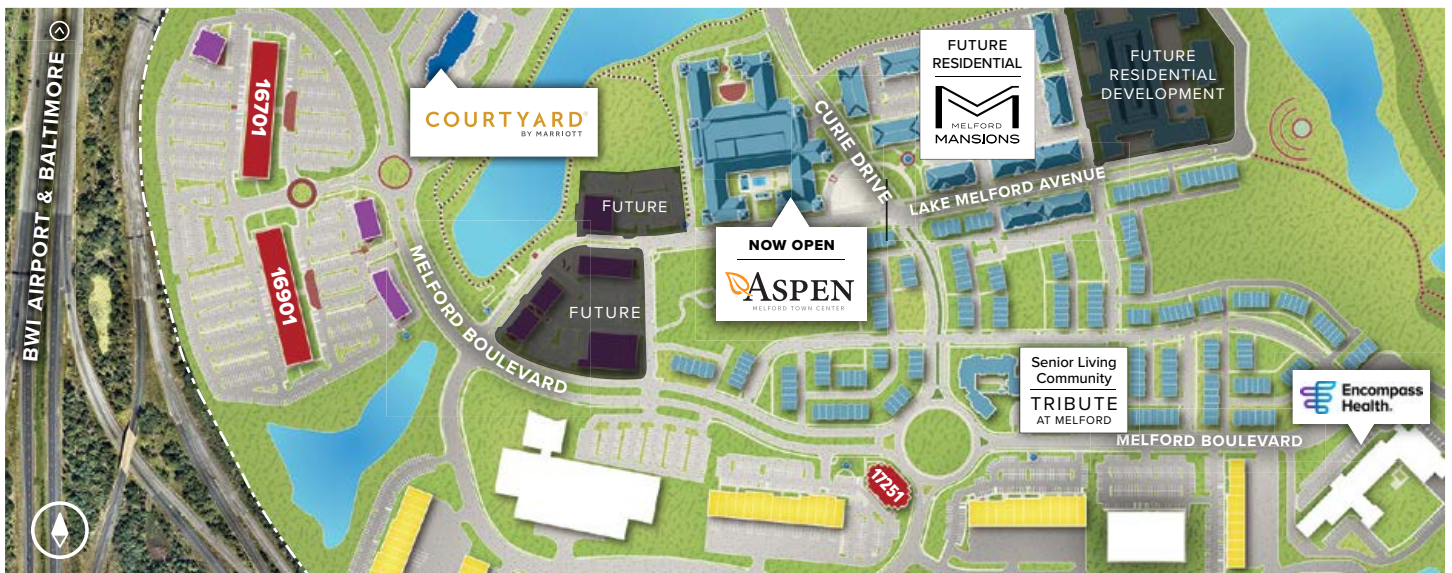 BWI AIRPORT & BALTIMORE
16701
16901
COURTYARD®
BY MARRIOTT
MELFORD BOULEVARD
FUTURE
FUTURE
NOW OPEN
ASPEN
MELFORD TOWN CENTER
CURIE DRIVE
FUTURE
RESIDENTIAL
M
MELFORD
MANSIONS
FUTURE
RESIDENTIAL
DEVELOPMENT
LAKE MELFORD AVENUE
Senior Living
Community
TRIBUTE
AT MELFORD
Encompass
Health.
MELFORD BOULEVARD
17251